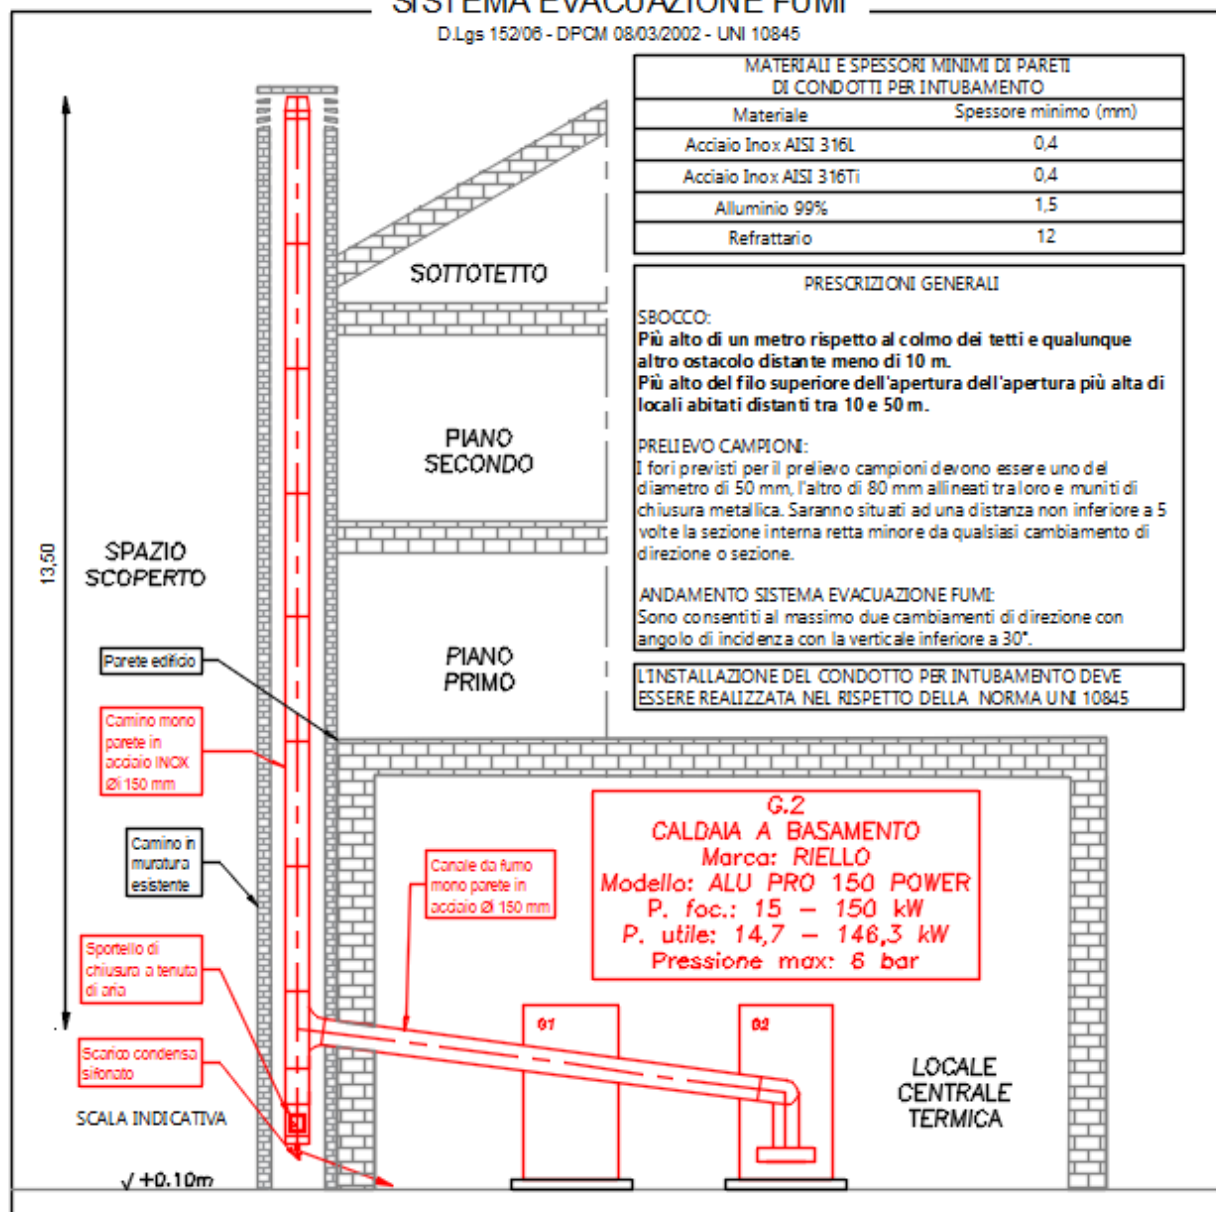 SISTEMA EVACUAZIONE FUMI
D.Lgs 152/06 - DPCM 08/03/2002 - UNI 10845
MATERIALI E SPESSORI MINIMI DI PARETI
DI CONDOTTI PER INTUBAMENTO
Materiale Spessore minimo (mm)
Acciaio Inox AISI 316L 0,4
Acciaio Inox AISI 316Ti 0,4
Alluminio 99% 1,5
Refrattario 12
PRESCRIZIONI GENERALI
SBOCCO:
Più alto di un metro rispetto al colmo dei tetti e qualunque
altro ostacolo distante meno di 10 m.
Più alto del filo superiore dell'apertura dell'apertura più alta di
locali abitati distanti tra 10 e 50 m.
PRELIEVO CAMPIONI:
I fori previsti per il prelievo campioni devono essere uno del
diametro di 50 mm, l'altro di 80 mm allineati tra loro e muniti di
chiusura metallica. Saranno situati ad una distanza non inferiore a 5
volte la sezione interna retta minore da qualsiasi cambiamento di
direzione o sezione.
ANDAMENTO SISTEMA EVACUAZIONE FUMI:
Sono consentiti al massimo due cambiamenti di direzione con
angolo di incidenza con la verticale inferiore a 30°.
L'INSTALLAZIONE DEL CONDOTTO PER INTUBAMENTO DEVE
ESSERE REALIZZATA NEL RISPETTO DELLA NORMA UNI 10845
SOTTOTETTO
PIANO
SECONDO
PIANO
PRIMO
13,50
SPAZIO
SCOPERTO
Parete edificio
Camino mono
parete in
acciaio INOX
Øi 150 mm
Camino in
muratura
esistente
Canale da fumo
mono parete in
acciaio Øi 150 mm
Sportello di
chiusura a tenuta
di aria
Scarico condensa
sifonato
SCALA INDICATIVA
√ +0.10m
G.2
CALDAIA A BASAMENTO
Marca: RIELLO
Modello: ALU PRO 150 POWER
P. foc.: 15 – 150 kW
P. utile: 14,7 – 146,3 kW
Pressione max: 6 bar
G1
G2
LOCALE
CENTRALE
TERMICA